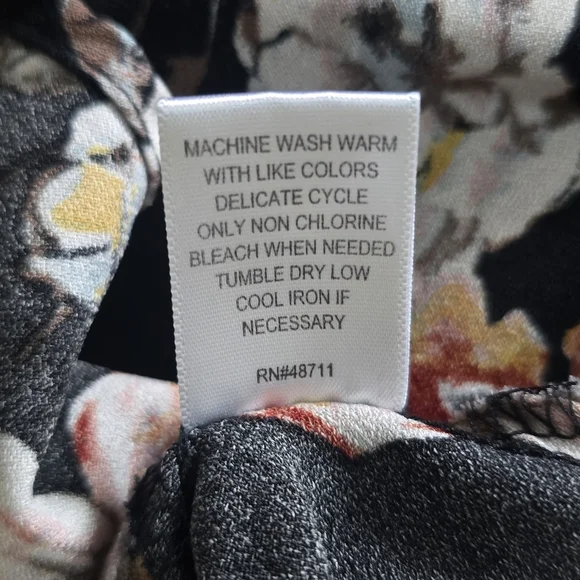 MACHINE WASH WARM
WITH LIKE COLORS
DELICATE CYCLE
ONLY NON CHLORINE
BLEACH WHEN NEEDED
TUMBLE DRY LOW
COOL IRON IF
NECESSARY
RN#48711